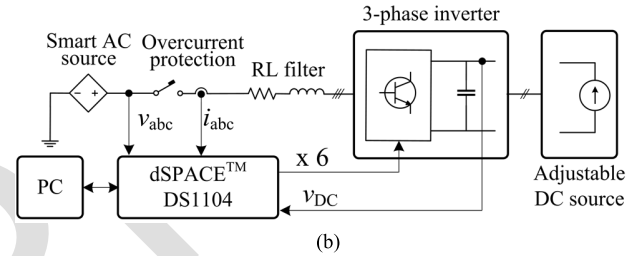 3-phase inverter
Smart AC
source
Overcurrent
protection
RL filter
- +
vabc
iabc
x 6
PC
dSPACE™
DS1104
vDC
Adjustable
DC source
(b)